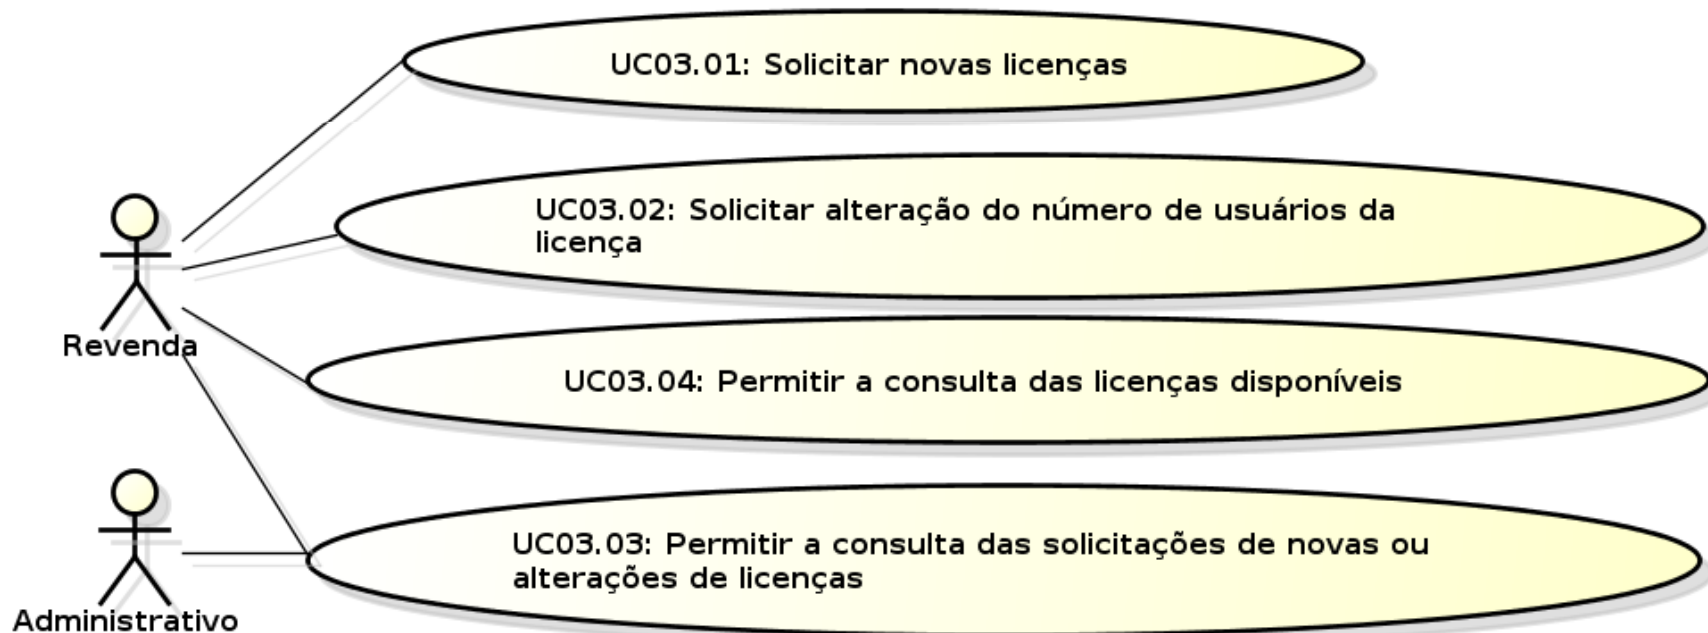 UC03.01: Solicitar novas licenças
UC03.02: Solicitar alteração do número de usuários da
licença
Revenda
UC03.04: Permitir a consulta das licenças disponíveis
UC03.03: Permitir a consulta das solicitações de novas ou
alterações de licenças
Administrativo